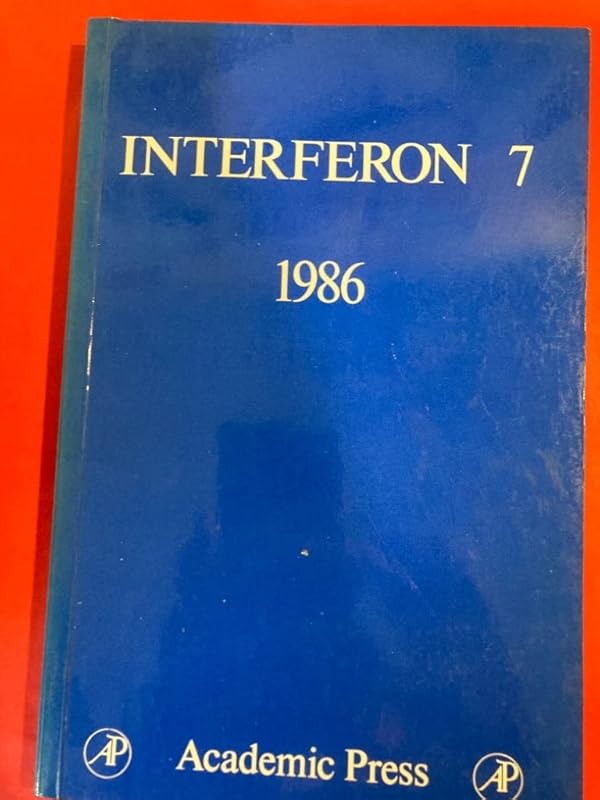 INTERFERON 7
1986
AP Academic Press AP